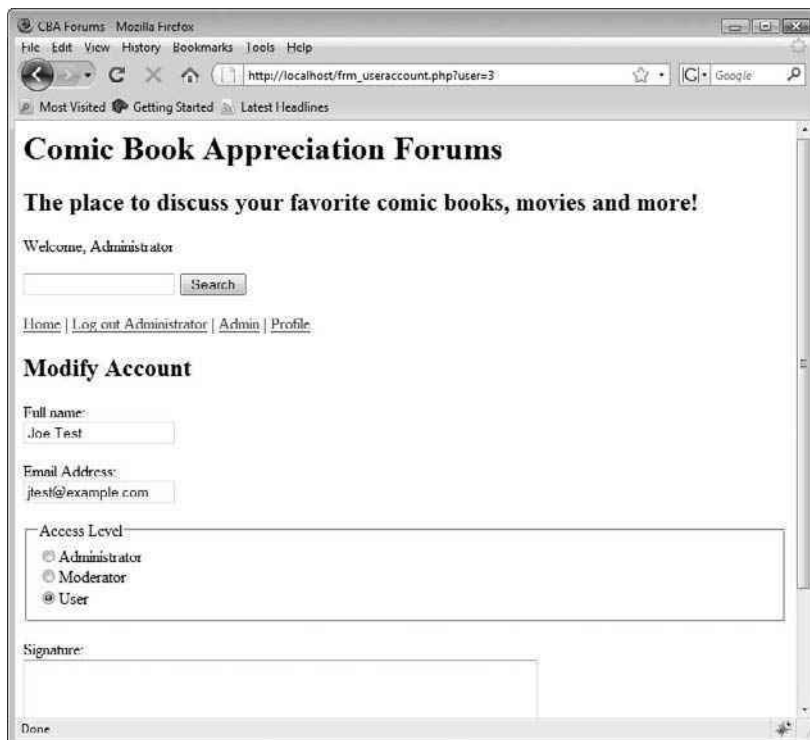 CBA Forums Mozilla Firefox
File Edit View History Bookmarks Tools Help
http://localhost/frm_useraccount.php?user=3 Google
Most Visited Getting Started Latest Headlines
Comic Book Appreciation Forums
The place to discuss your favorite comic books, movies and more!
Welcome, Administrator
Search
Home | Log out Administrator | Admin | Profile
Modify Account
Full name:
Joe Test
Email Address:
jtest@example.com
Access Level
Administrator
Moderator
User
Signature:
Done